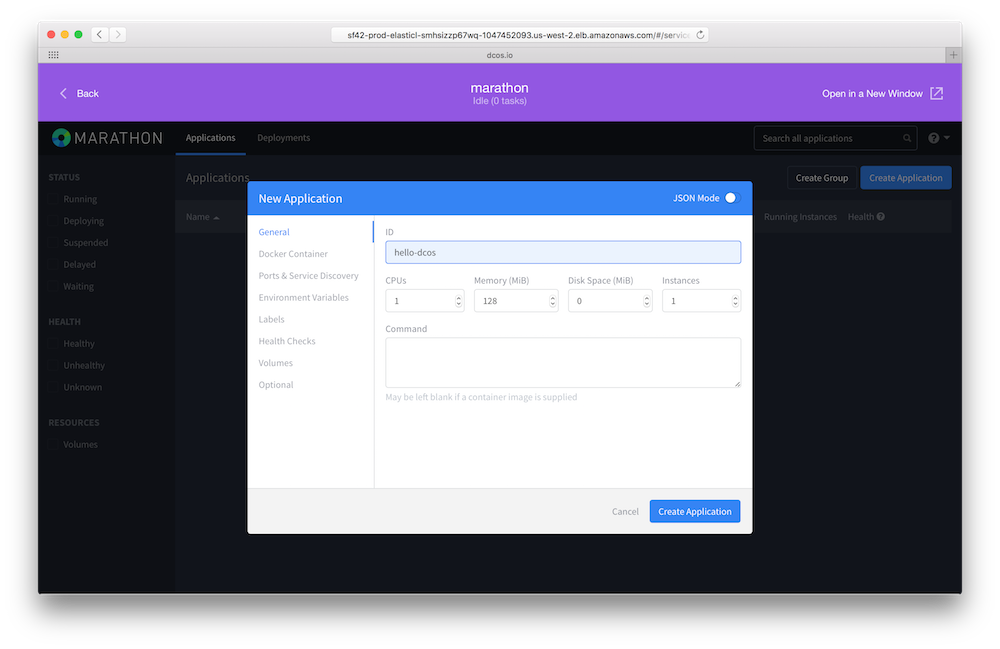 sf42-prod-elasticl-smhsizzp67wq-1047452093.us-west-2.elb.amazonaws.com/#/servic
dcos.io
Back
marathon
Idle (0 tasks)
Open in a New Window
MARATHON
Applications
Deployments
Search all applications
STATUS
Running
Deploying
Suspended
Delayed
Waiting
HEALTH
Healthy
Unhealthy
Unknown
RESOURCES
Volumes
Applications
Create Group
Create Application
Name
Running Instances
Health
New Application
JSON Mode
General
Docker Container
Ports & Service Discovery
Environment Variables
Labels
Health Checks
Volumes
Optional
ID
hello-dcos
CPUs
Memory (MiB)
Disk Space (MiB)
Instances
1
128
0
1
Command
May be left blank if a container image is supplied
Cancel
Create Application